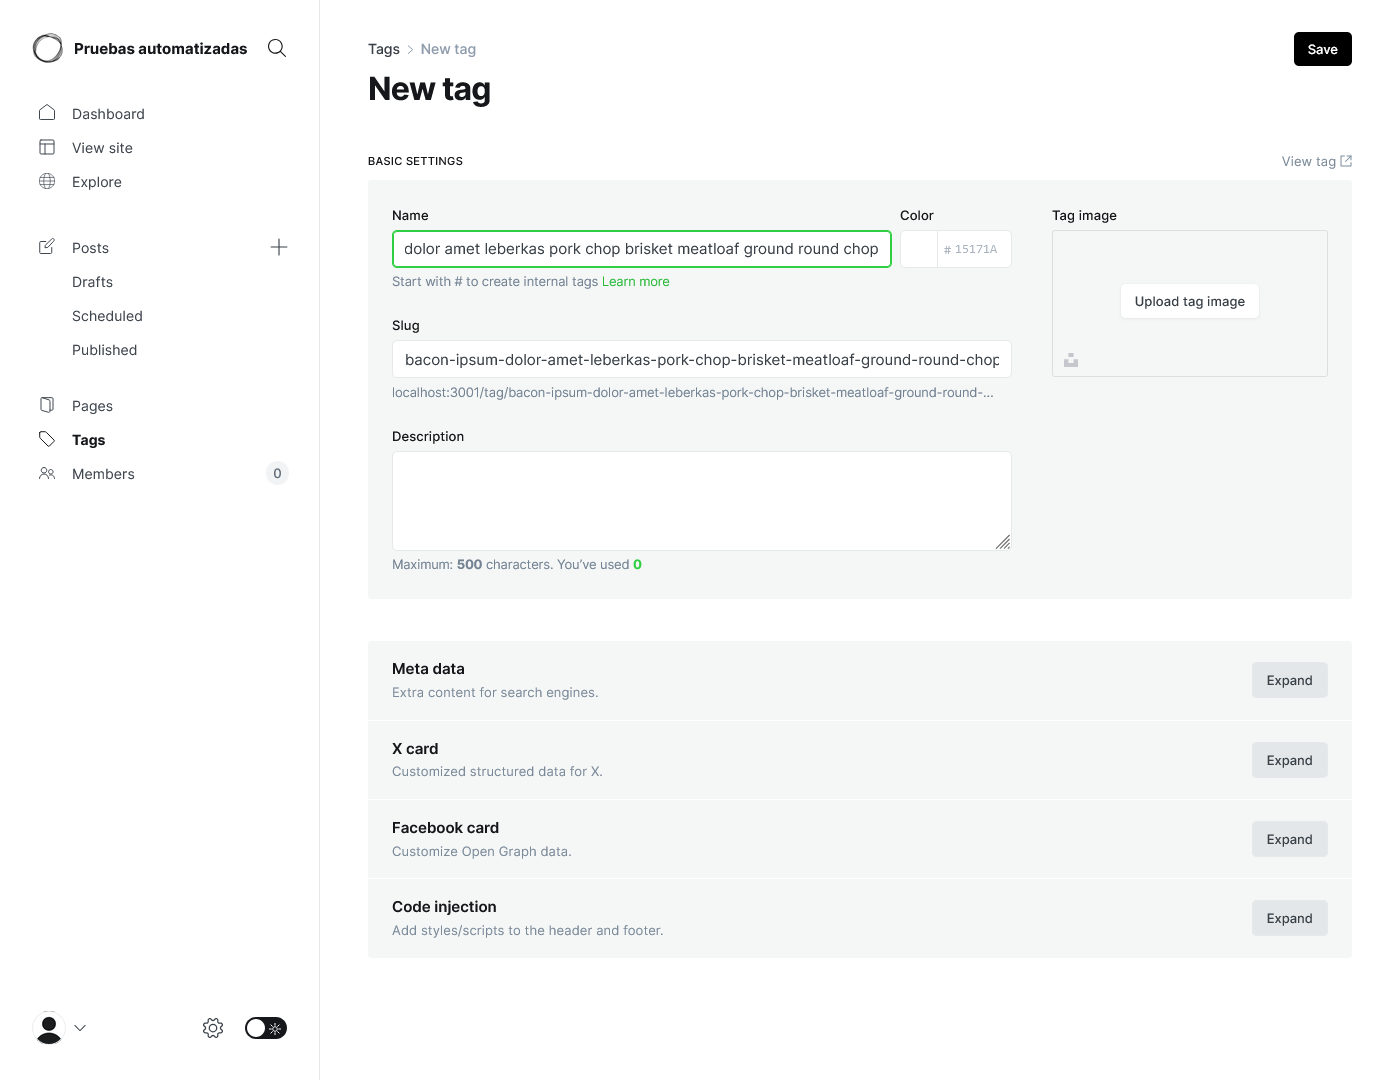 Pruebas automatizadas
Dashboard
View site
Explore
Posts
Drafts
Scheduled
Published
Pages
Tags
Members
0
Tags > New tag
Save
New tag
BASIC SETTINGS
View tag
Name
dolor amet leberkas pork chop brisket meatloaf ground round chop
Start with # to create internal tags Learn more
Color
# 15171A
Slug
bacon-ipsum-dolor-amet-leberkas-pork-chop-brisket-meatloaf-ground-round-chop
localhost:3001/tag/bacon-ipsum-dolor-amet-leberkas-pork-chop-brisket-meatloaf-ground-round-...
Description
Maximum: 500 characters. You’ve used 0
Tag image
Upload tag image
Meta data
Extra content for search engines.
Expand
X card
Customized structured data for X.
Expand
Facebook card
Customize Open Graph data.
Expand
Code injection
Add styles/scripts to the header and footer.
Expand